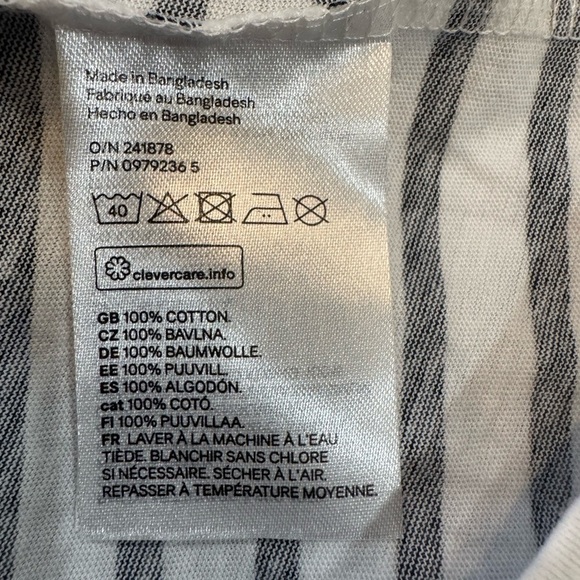 Made in Bangladesh
Fabriqué au Bangladesh
Hecho en Bangladesh
O/N 241878
P/N 0979236 5
40
clevercare.info
GB 100% COTTON.
CZ 100% BAVLNA.
DE 100% BAUMWOLLE.
EE 100% PUUVILL.
ES 100% ALGODÓN.
cat 100% COTÓ.
FI 100% PUUVILLAA.
FR LAVER À LA MACHINE À L'EAU
TIÈDE. BLANCHIR SANS CHLORE
SI NÉCESSAIRE. SÉCHER À L'AIR.
REPASSER À TEMPÉRATURE MOYENNE.